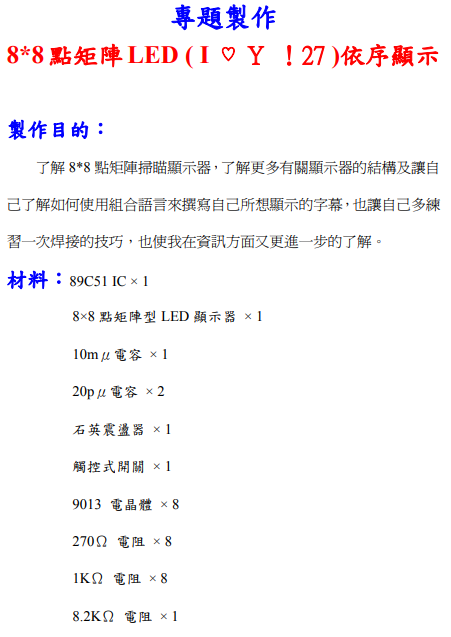 專題製作
8*8 點矩陣 LED ( I ♡ Y ！27 )依序顯示
製作目的：
了解 8*8 點矩陣掃瞄顯示器，了解更多有關顯示器的結構及讓自
己了解如何使用組合語言來撰寫自己所想顯示的字幕，也讓自己多練
習一次焊接的技巧，也使我在資訊方面又更進一步的了解。
材料：89C51 IC × 1
8×8 點矩陣型 LED 顯示器 × 1
10mμ電容 × 1
20pμ電容 × 2
石英震盪器 × 1
觸控式開關 × 1
9013 電晶體 × 8
270Ω 電阻 × 8
1KΩ 電阻 × 8
8.2KΩ 電阻 × 1